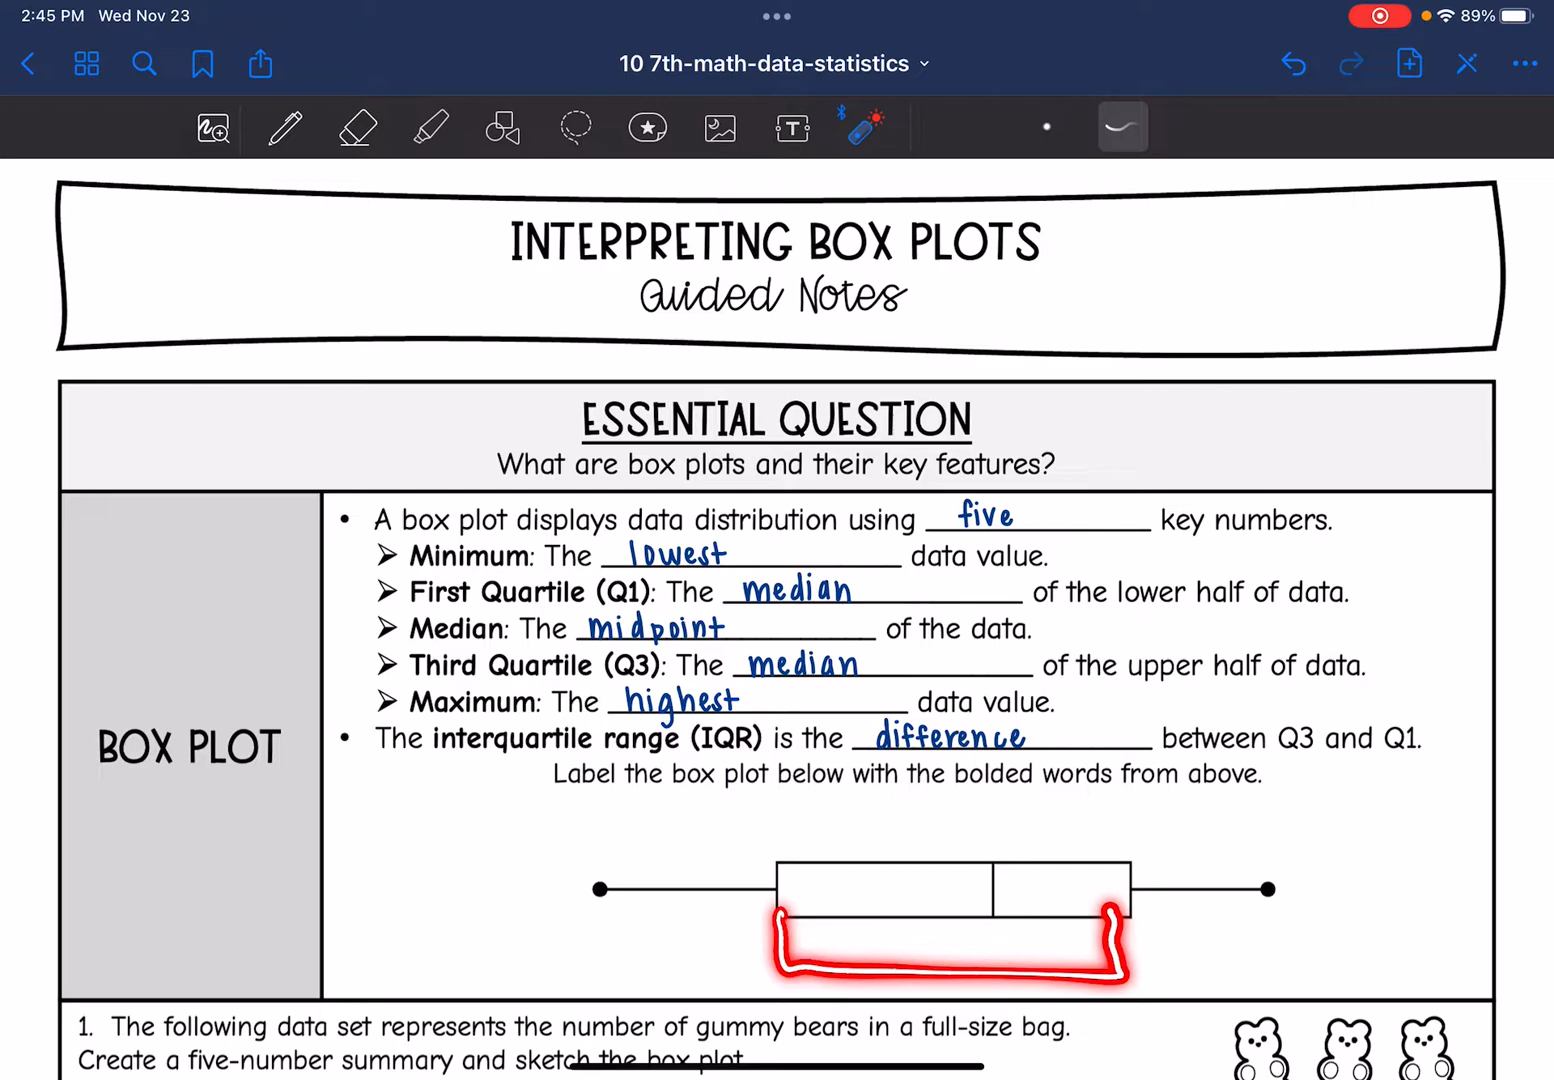 2:45 PM Wed Nov 23
89%
10 7th-math-data-statistics
T
INTERPRETING BOX PLOTS
Guided Notes
ESSENTIAL QUESTION
What are box plots and their key features?
BOX PLOT
• A box plot displays data distribution using five key numbers.
➢ Minimum: The lowest data value.
➢ First Quartile (Q1): The median of the lower half of data.
➢ Median: The midpoint of the data.
➢ Third Quartile (Q3): The median of the upper half of data.
➢ Maximum: The highest data value.
• The interquartile range (IQR) is the difference between Q3 and Q1.
Label the box plot below with the bolded words from above.
1. The following data set represents the number of gummy bears in a full-size bag.
Create a five-number summary and sketch the box plot